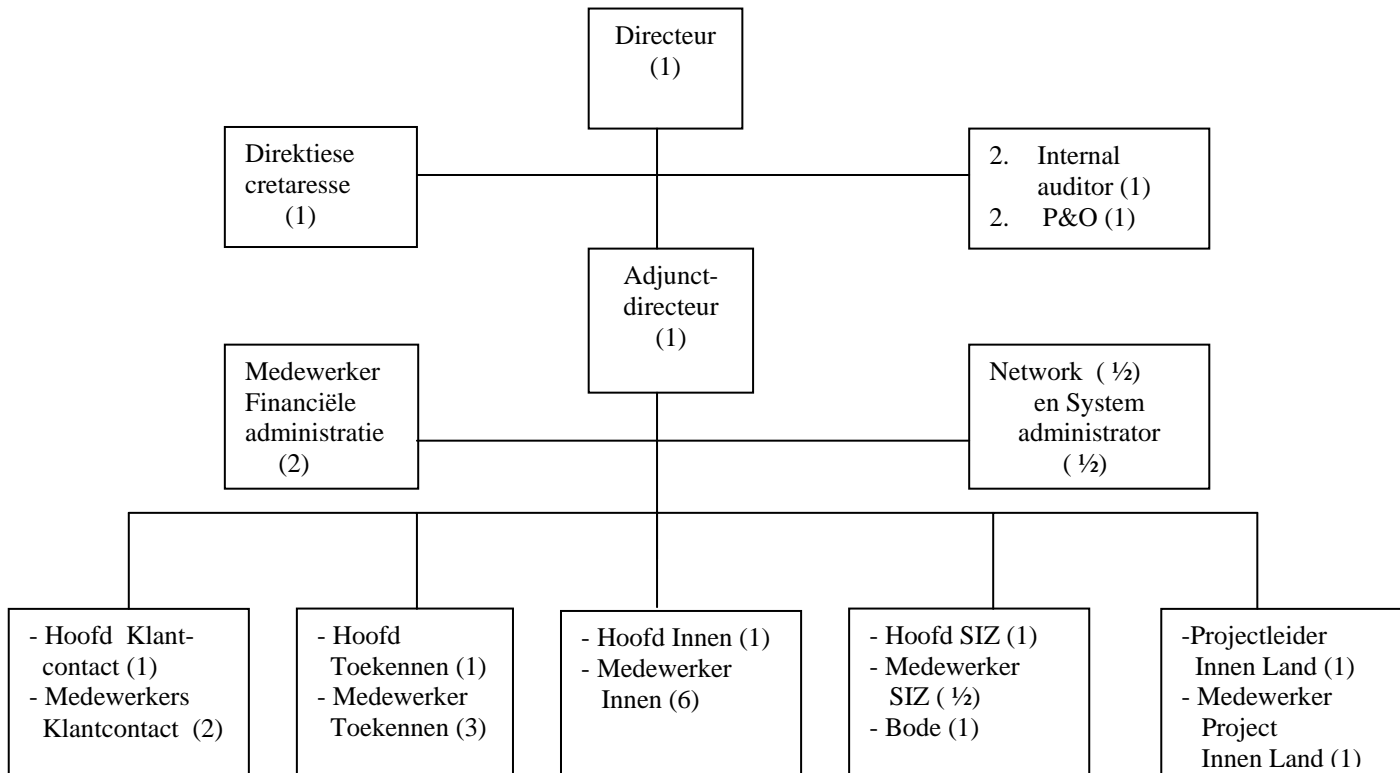 Directeur
(1)
Direktiese
cretaresse
(1)
2. Internal
auditor (1)
2. P&O (1)
Adjunct-
directeur
(1)
Medewerker
Financiële
administratie
(2)
Network ( ½)
en System
administrator
( ½)
- Hoofd Klant-
contact (1)
- Medewerkers
Klantcontact (2)
- Hoofd
Toekennen (1)
- Medewerker
Toekennen (3)
- Hoofd Innen (1)
- Medewerker
Innen (6)
- Hoofd SIZ (1)
- Medewerker
SIZ ( ½)
- Bode (1)
-Projectleider
Innen Land (1)
- Medewerker
Project
Innen Land (1)